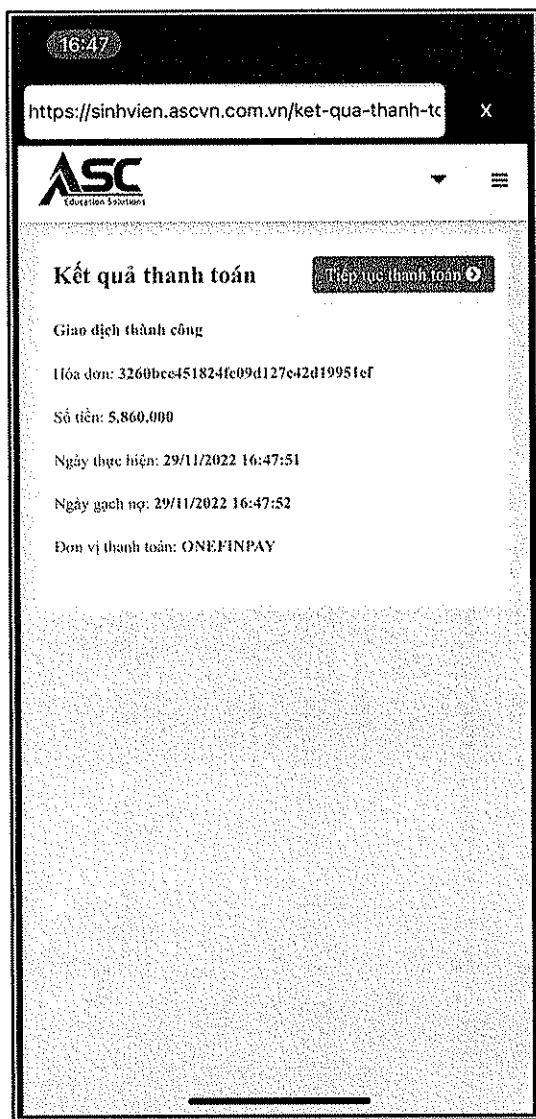 16:47
https://sinhvien.ascvn.com.vn/ket-qua-thanh-tc
X
ASC
Education Solutions
Kết quả thanh toán
Tiếp tục thanh toán
Giao dịch thành công
Hóa đơn: 3260bce451824fc09d127c42d19951ef
Số tiền: 5,860,000
Ngày thực hiện: 29/11/2022 16:47:51
Ngày gạch nợ: 29/11/2022 16:47:52
Đơn vị thanh toán: ONEFINPAY